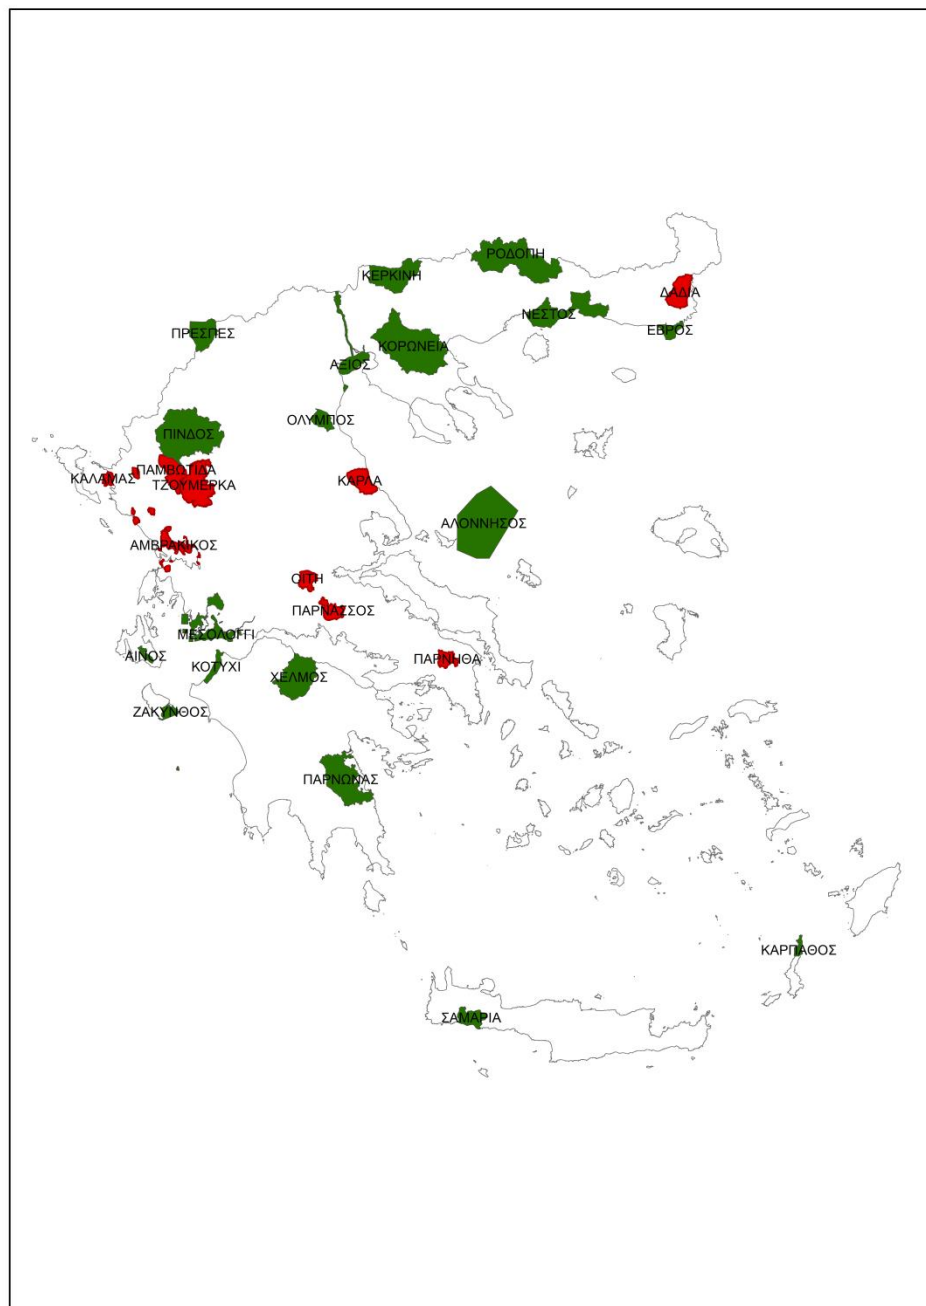 ΡΟΔΟΠΗ
ΚΕΡΚΙΝΗ
ΔΑΔΙΑ
ΝΕΣΤΟΣ
ΕΒΡΟΣ
ΠΡΕΣΠΕΣ
ΚΟΡΩΝΕΙΑ
ΑΞΙΟΣ
ΟΛΥΜΠΟΣ
ΠΙΝΔΟΣ
ΠΑΜΒΩΤΙΔΑ
ΚΑΛΑΜΑΣ
ΚΑΡΛΑ
ΤΖΟΥΜΕΡΚΑ
ΑΛΟΝΝΗΣΟΣ
ΑΜΒΡΑΚΙΚΟΣ
ΟΙΤΗ
ΠΑΡΝΑΣΣΟΣ
ΜΕΣΟΛΟΓΓΙ
ΑΙΝΟΣ
ΠΑΡΝΗΘΑ
ΚΟΤΥΧΙ
ΧΕΛΜΟΣ
ΖΑΚΥΝΘΟΣ
ΠΑΡΝΩΝΑΣ
ΚΑΡΠΑΘΟΣ
ΣΑΜΑΡΙΑ